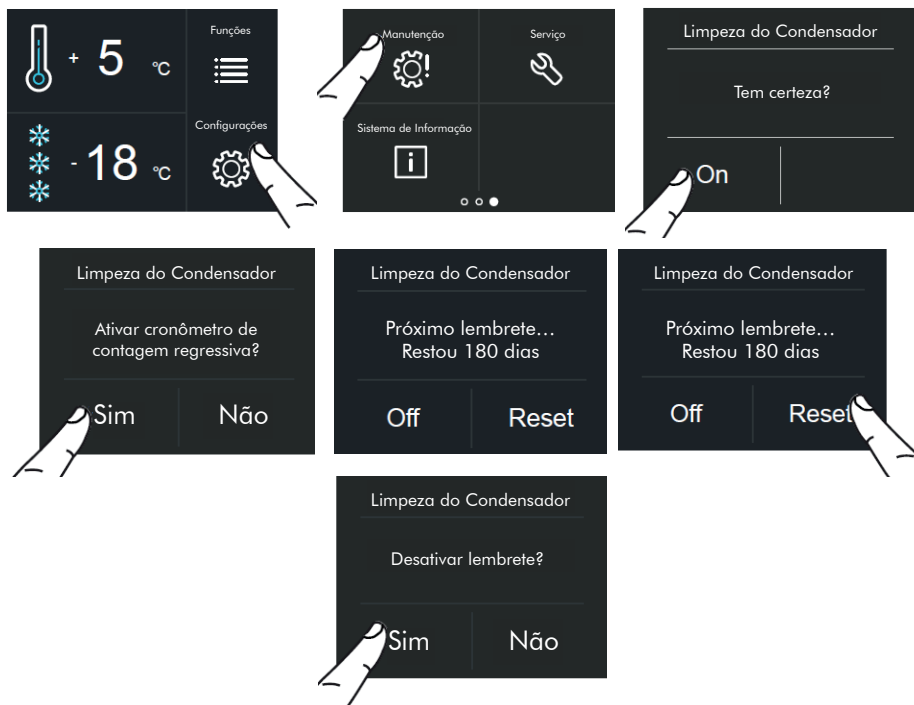 Funções
+ 5 °C
Configurações
- 18 °C
Manutenção
Serviço
Sistema de Informação
i
Limpeza do Condensador
Tem certeza?
On
Limpeza do Condensador
Ativar cronômetro de
contagem regressiva?
Sim Não
Limpeza do Condensador
Próximo lembrete...
Restou 180 dias
Off Reset
Limpeza do Condensador
Próximo lembrete...
Restou 180 dias
Off Reset
Limpeza do Condensador
Desativar lembrete?
Sim Não